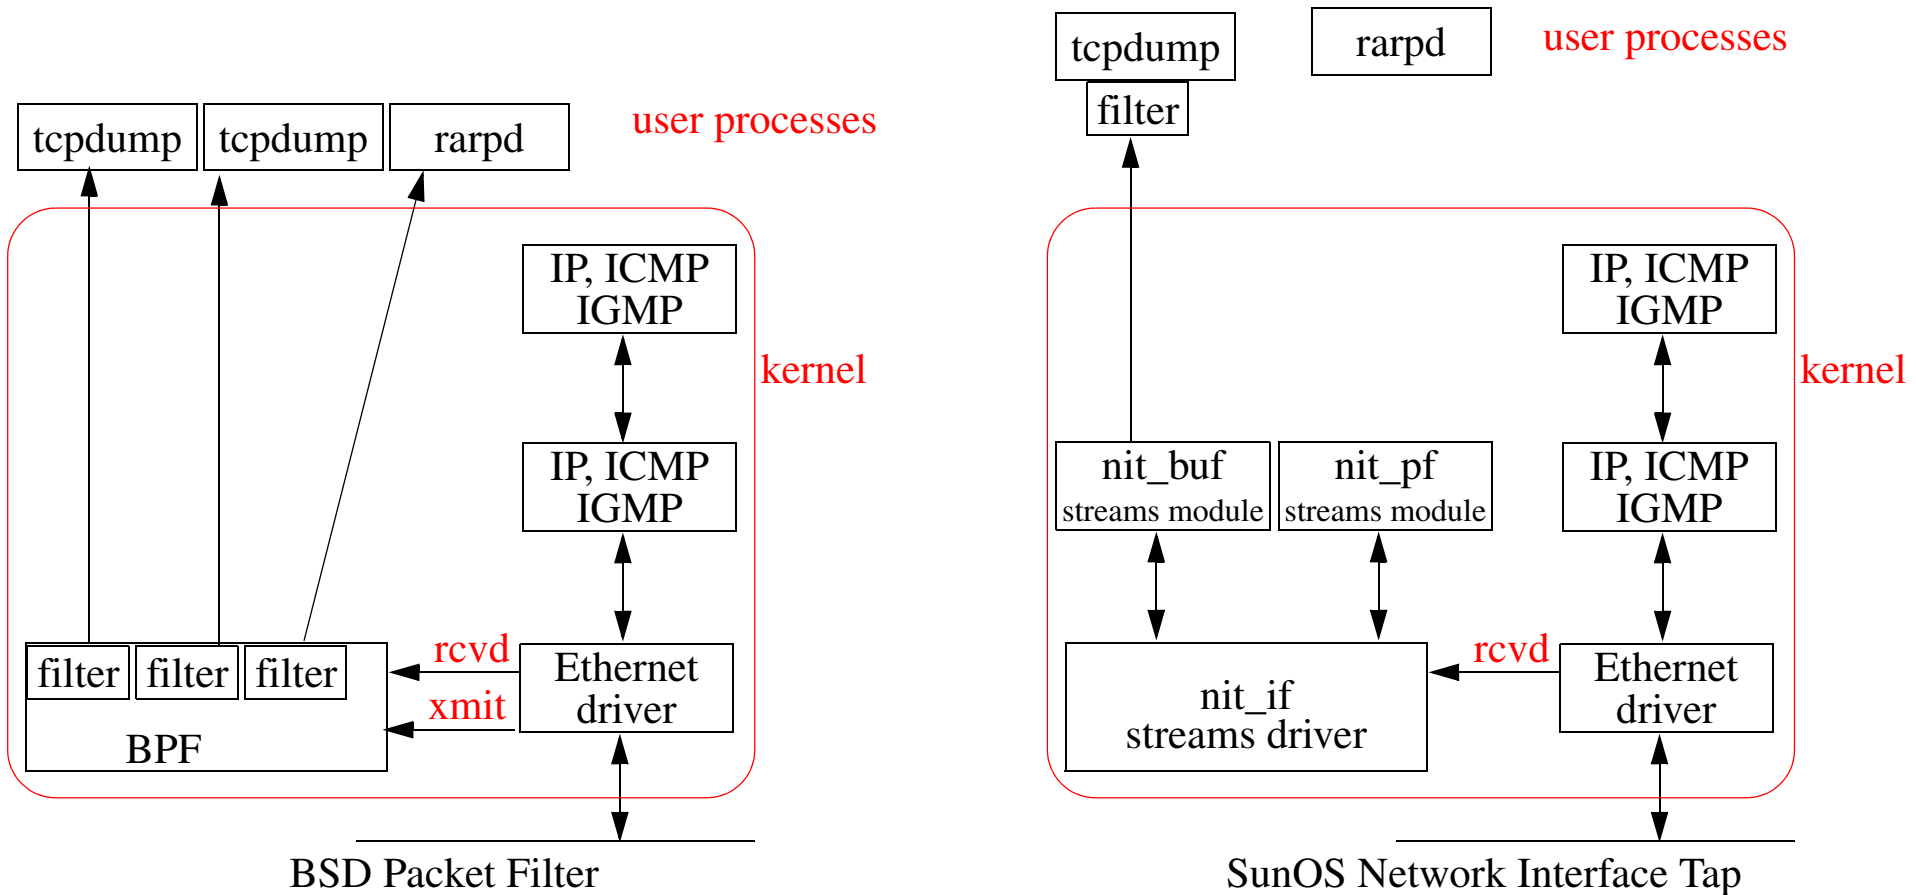 tcpdump
tcpdump
rarpd
user processes
IP, ICMP
IGMP
kernel
IP, ICMP
IGMP
filter
filter
filter
BPF
rcvd
xmit
Ethernet
driver
BSD Packet Filter
tcpdump
filter
rarpd
user processes
IP, ICMP
IGMP
kernel
nit_buf
streams module
nit_pf
streams module
IP, ICMP
IGMP
nit_if
streams driver
rcvd
Ethernet
driver
SunOS Network Interface Tap